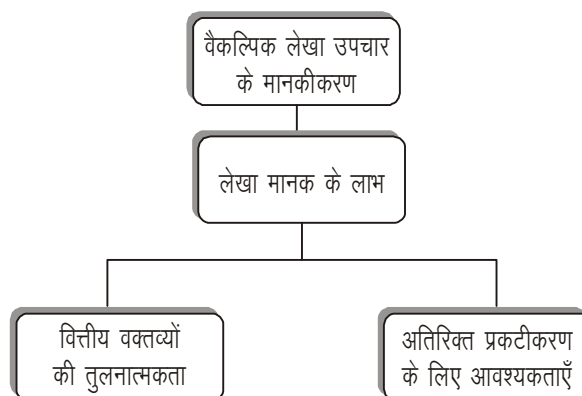 वैकल्पिक लेखा उपचार
के मानकीकरण
लेखा मानक के लाभ
वित्तीय वक्तव्यों
की तुलनात्मकता
अतिरिक्त प्रकटीकरण
के लिए आवश्यकताएँ